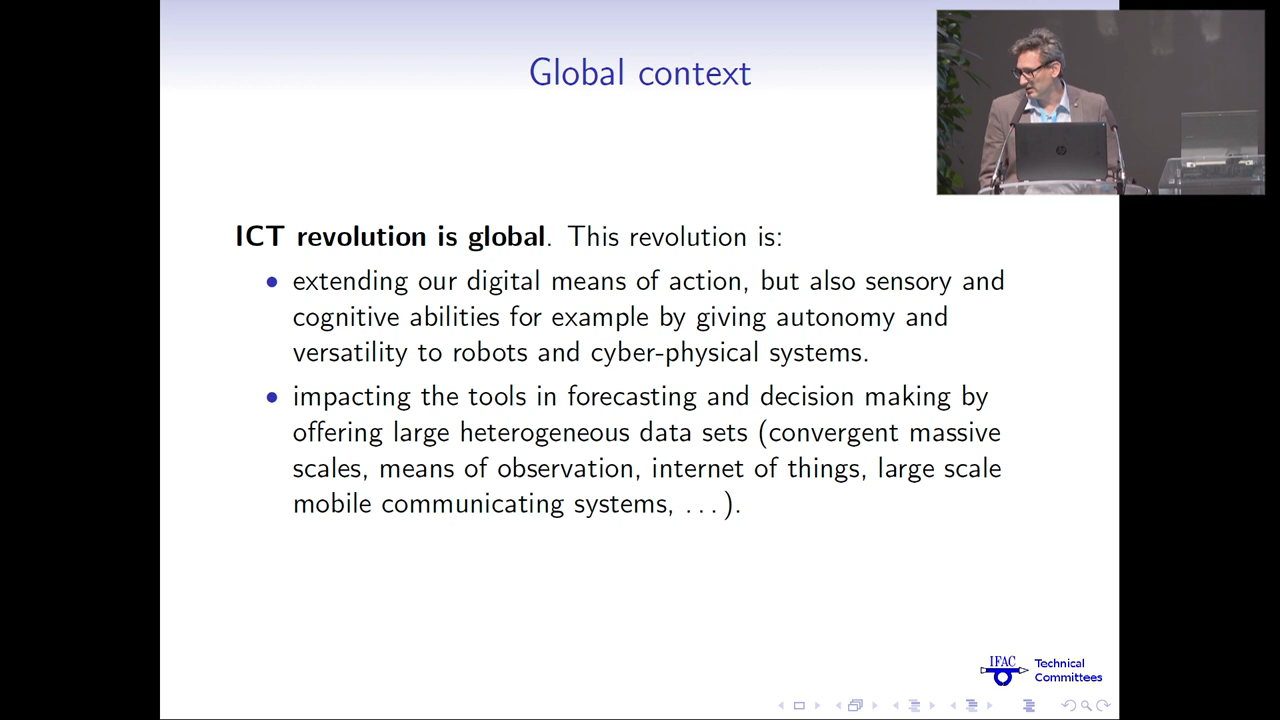 Global context
ICT revolution is global. This revolution is:
• extending our digital means of action, but also sensory and
cognitive abilities for example by giving autonomy and
versatility to robots and cyber-physical systems.
• impacting the tools in forecasting and decision making by
offering large heterogeneous data sets (convergent massive
scales, means of observation, internet of things, large scale
mobile communicating systems, . . . ).
IFAC Technical
Committees